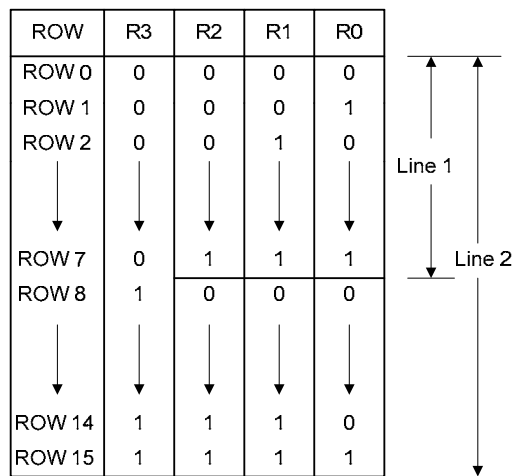 ROW R3 R2 R1 R0
ROW 0 0 0 0 0
ROW 1 0 0 0 1
ROW 2 0 0 1 0
Line 1
ROW 7 0 1 1 1 Line 2
ROW 8 1 0 0 0
ROW 14 1 1 1 0
ROW 15 1 1 1 1